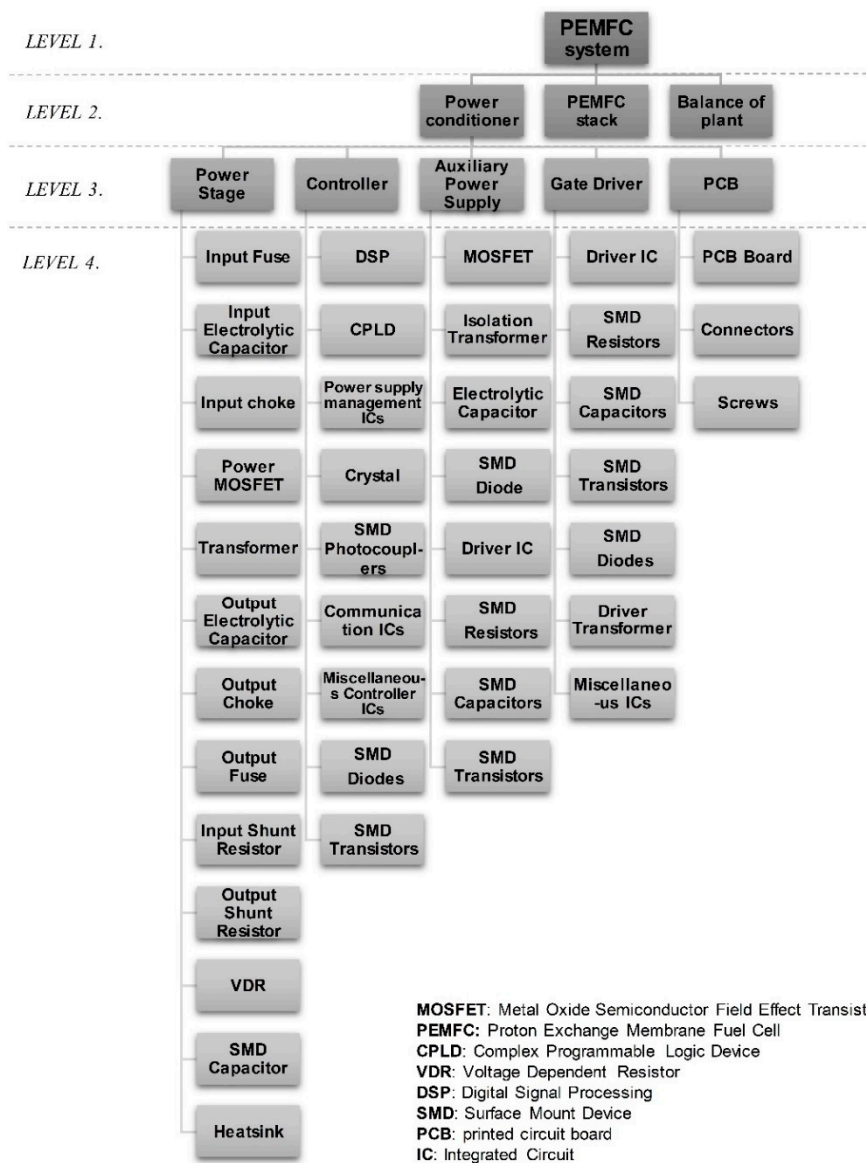 LEVEL 1.
PEMFC
system
LEVEL 2.
Power
conditioner
PEMFC
stack
Balance of
plant
LEVEL 3.
Power
Stage
Controller
Auxiliary
Power
Supply
Gate Driver
PCB
LEVEL 4.
Input Fuse
Input
Electrolytic
Capacitor
Input choke
Power
MOSFET
Transformer
Output
Electrolytic
Capacitor
Output
Choke
Output
Fuse
Input Shunt
Resistor
Output
Shunt
Resistor
VDR
SMD
Capacitor
Heatsink
DSP
CPLD
Power supply
management
ICs
Crystal
SMD
Photocoupl-
ers
Communica
tion ICs
Miscellaneou-
s Controller
ICs
SMD
Diodes
SMD
Transistors
MOSFET
Isolation
Transformer
Electrolytic
Capacitor
SMD
Diode
Driver IC
SMD
Resistors
SMD
Capacitors
SMD
Transistors
Driver IC
SMD
Resistors
SMD
Capacitors
SMD
Transistors
SMD
Diodes
Driver
Transformer
Miscellaneo
-us ICs
PCB Board
Connectors
Screws
MOSFET: Metal Oxide Semiconductor Field Effect Transist
PEMFC: Proton Exchange Membrane Fuel Cell
CPLD: Complex Programmable Logic Device
VDR: Voltage Dependent Resistor
DSP: Digital Signal Processing
SMD: Surface Mount Device
PCB: printed circuit board
IC: Integrated Circuit